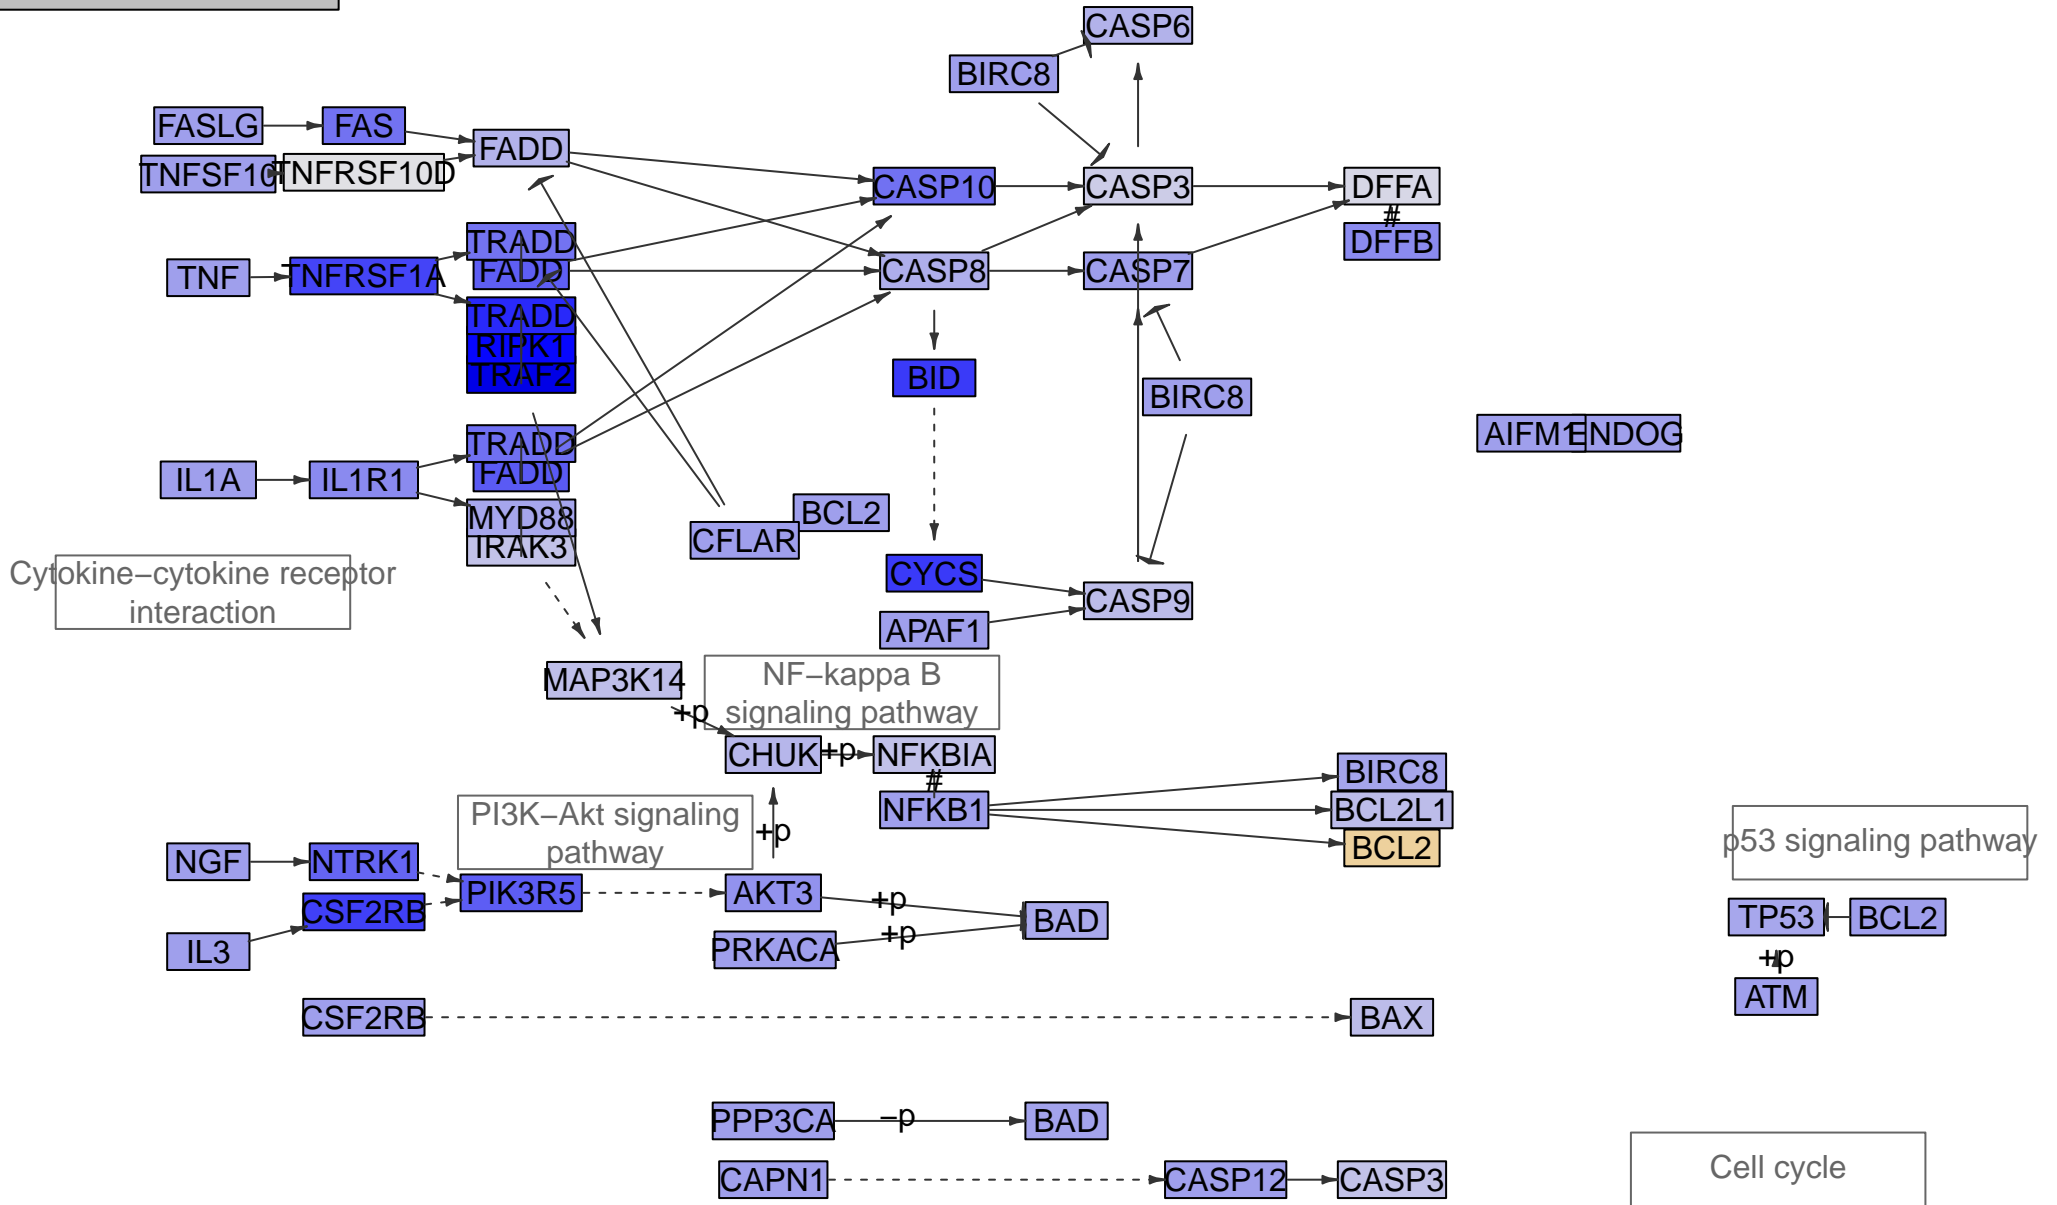 CASP6
BIRC8
FASLG
FAS
FADD
TNFSF10
TNFRSF10D
CASP10
CASP3
DFFA
#
DFFB
TRADD
FADD
TNF
TNFRSF1A
CASP8
CASP7
TRADD
RIPK1
TRAF2
BID
BIRC8
AIFM1
ENDOG
TRADD
FADD
IL1A
IL1R1
MYD88
IRAK3
BCL2
CFLAR
Cytokine–cytokine receptor
interaction
CYCS
CASP9
APAF1
MAP3K14
NF–kappa B
signaling pathway
+p
CHUK
+p
NFKBIA
#
NFKB1
BIRC8
BCL2L1
BCL2
PI3K–Akt signaling
pathway
+p
p53 signaling pathway
NGF
NTRK1
PIK3R5
AKT3
+p
CSF2RB
BAD
TP53
BCL2
IL3
PRKACA
+p
+p
ATM
CSF2RB
BAX
PPP3CA
–p
BAD
Cell cycle
CAPN1
CASP12
CASP3